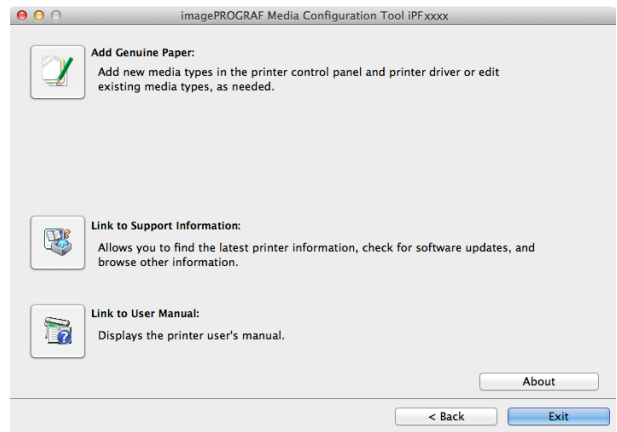 imagePROGRAF Media Configuration Tool iPFxxxx
Add Genuine Paper:
Add new media types in the printer control panel and printer driver or edit
existing media types, as needed.
Link to Support Information:
Allows you to find the latest printer information, check for software updates, and
browse other information.
Link to User Manual:
Displays the printer user's manual.
About
< Back
Exit